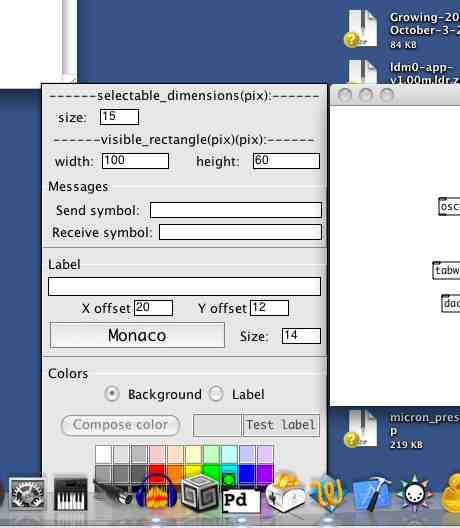 Growing-20
October-3-2
84 KB
ldm0-app-
v1.00m.ldr.z
------selectable_dimensions(pix):------
size: 15
------visible_rectangle(pix)(pix):------
width: 100 height: 60
Messages
Send symbol:
Receive symbol:
Label
X offset 20 Y offset 12
Monaco Size: 14
Colors
Background Label
Compose color Test label
osc
tabw
dac
micron_pres
p
219 KB
Pd